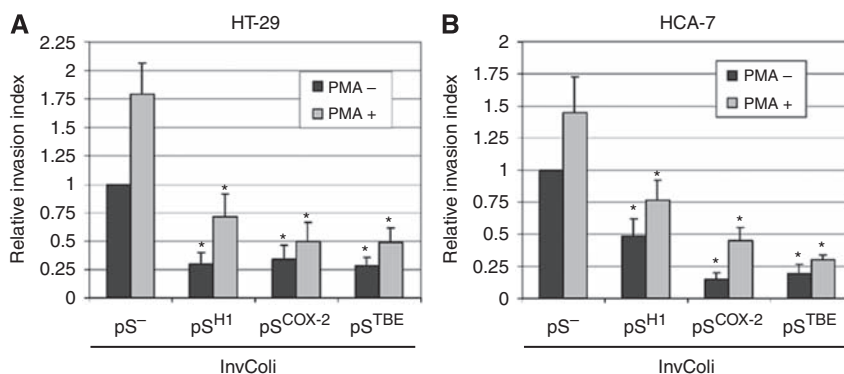 A
HT-29
Relative invasion index
2.25
2
1.75
1.5
1.25
1
0.75
0.5
0.25
0
PMA –
PMA +
* * * * * *
pS– pSH1 pSCOX-2 pSTBE
InvColi
B
HCA-7
Relative invasion index
2
1.75
1.5
1.25
1
0.75
0.5
0.25
0
PMA –
PMA +
* * * * * *
pS– pSH1 pSCOX-2 pSTBE
InvColi